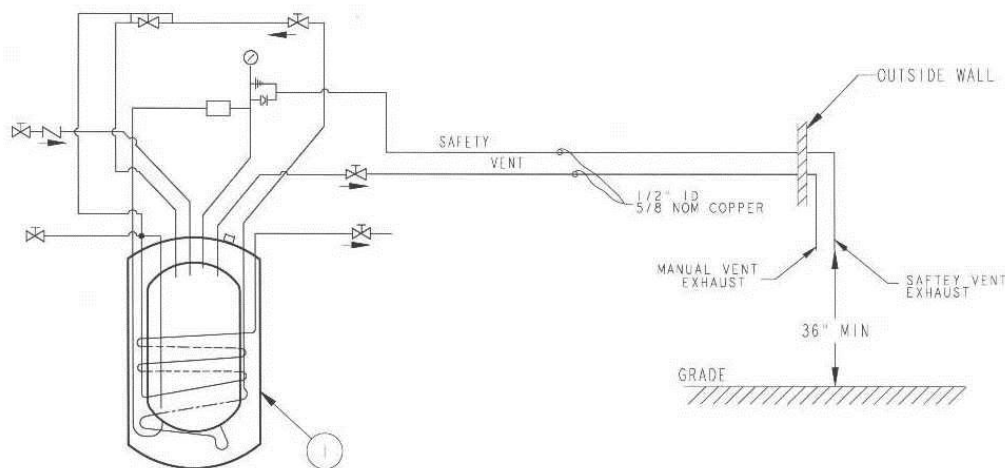 OUTSIDE WALL
SAFETY
VENT
1/2" ID
5/8 NOM COPPER
MANUAL VENT
EXHAUST
SAFTEY VENT
EXHAUST
36" MIN
GRADE
1